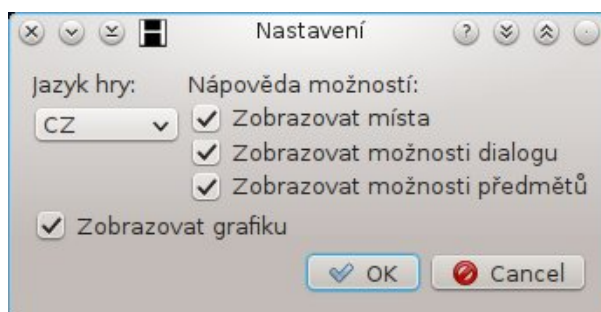 Nastavení
Jazyk hry:
Nápověda možností:
CZ
Zobrazovat místa
Zobrazovat možnosti dialogu
Zobrazovat možnosti předmětů
Zobrazovat grafiku
OK
Cancel